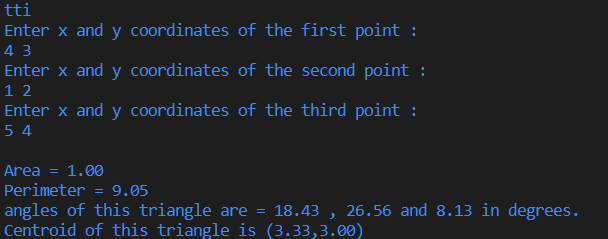 tti
Enter x and y coordinates of the first point :
4 3
Enter x and y coordinates of the second point :
1 2
Enter x and y coordinates of the third point :
5 4
Area = 1.00
Perimeter = 9.05
angles of this triangle are = 18.43 , 26.56 and 8.13 in degrees.
Centroid of this triangle is (3.33,3.00)